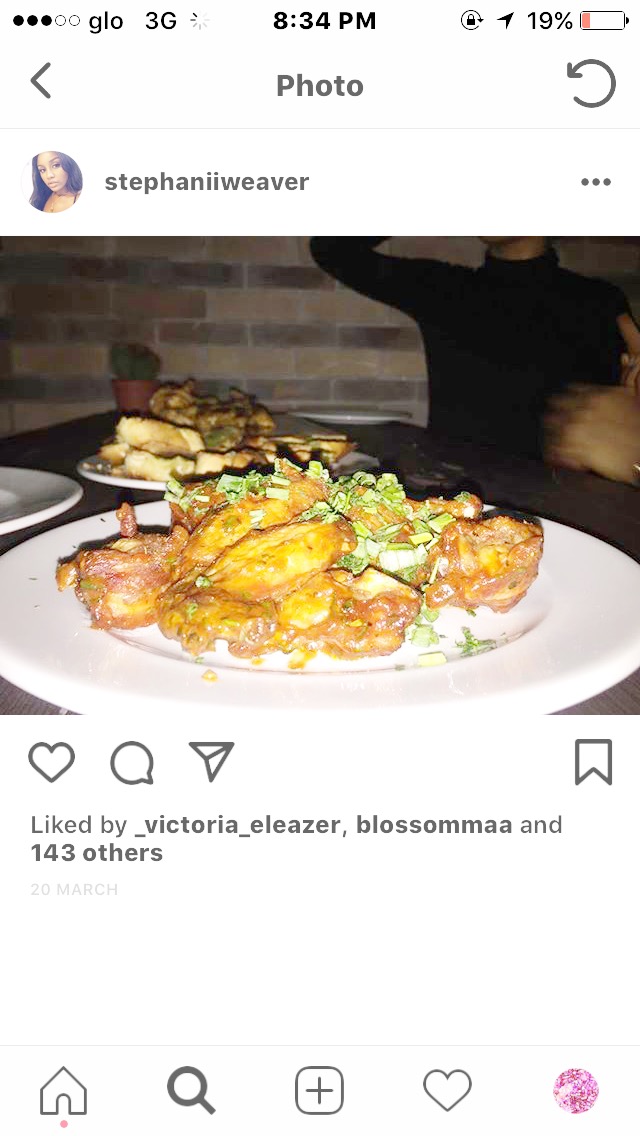 glo 3G 8:34 PM 19%
Photo
stephaniiweaver
Liked by _victoria_eleazer, blossommaa and
143 others
20 MARCH